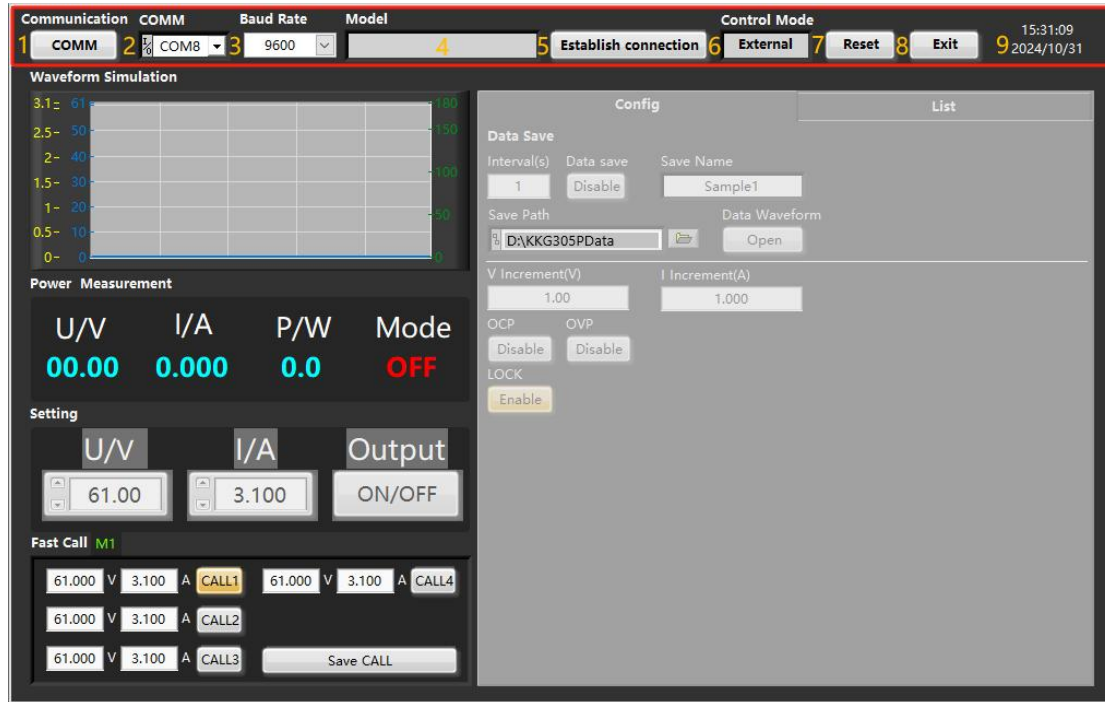 Communication COMM Baud Rate Model Control Mode
1 COMM 2 COM8 3 9600 4 5 Establish connection 6 External 7 Reset 8 Exit 9 15:31:09
2024/10/31
Waveform Simulation
3.1 61 180
2.5 50 150
2 40
100
1.5 30
1 20 50
0.5 10
0 0 0
Config List
Data Save
Interval(s) Data save Save Name
1 Disable Sample1
Save Path Data Waveform
D:\KKG305PData Open
V Increment(V) I Increment(A)
1.00 1.000
OCP OVP
Disable Disable
LOCK
Enable
Power Measurement
U/V I/A P/W Mode
00.00 0.000 0.0 OFF
Setting
U/V I/A Output
61.00 3.100 ON/OFF
Fast Call M1
61.000 V 3.100 A CALL1 61.000 V 3.100 A CALL4
61.000 V 3.100 A CALL2
61.000 V 3.100 A CALL3 Save CALL